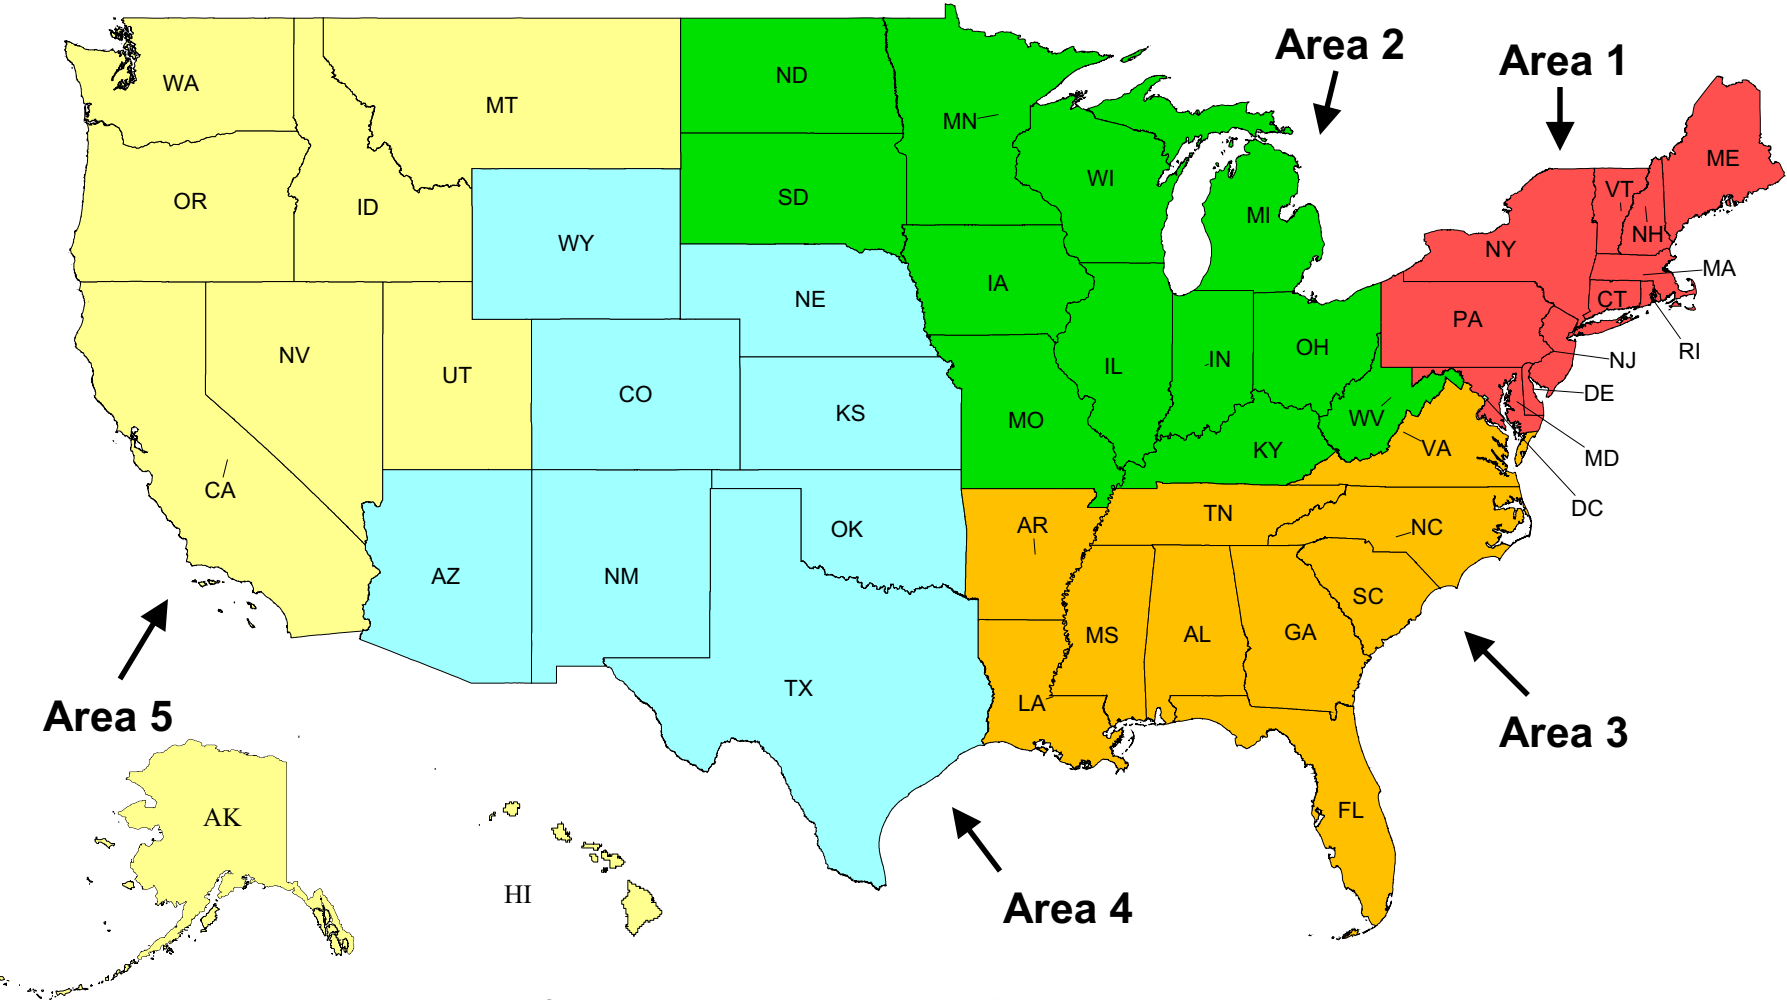 Area 2
Area 1
WA
MT
ND
MN
ME
OR
ID
SD
WI
MI
VT
NH
NY
WY
MA
IA
NE
CT
PA
RI
NV
UT
CO
KS
IL
IN
OH
NJ
DE
MO
WV
KY
VA
MD
CA
DC
AR
TN
NC
OK
AZ
NM
SC
MS
AL
GA
TX
LA
Area 5
Area 3
AK
FL
HI
Area 4